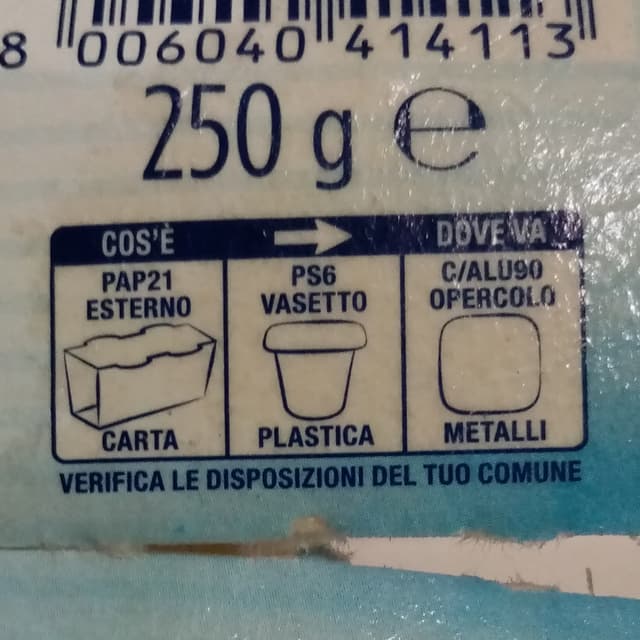 8 006040 414113
250 g e
COS'È → DOVE VA
PAP21 ESTERNO
CARTA
PS6 VASETTO
PLASTICA
C/ALU90 OPERCOLO
METALLI
VERIFICA LE DISPOSIZIONI DEL TUO COMUNE